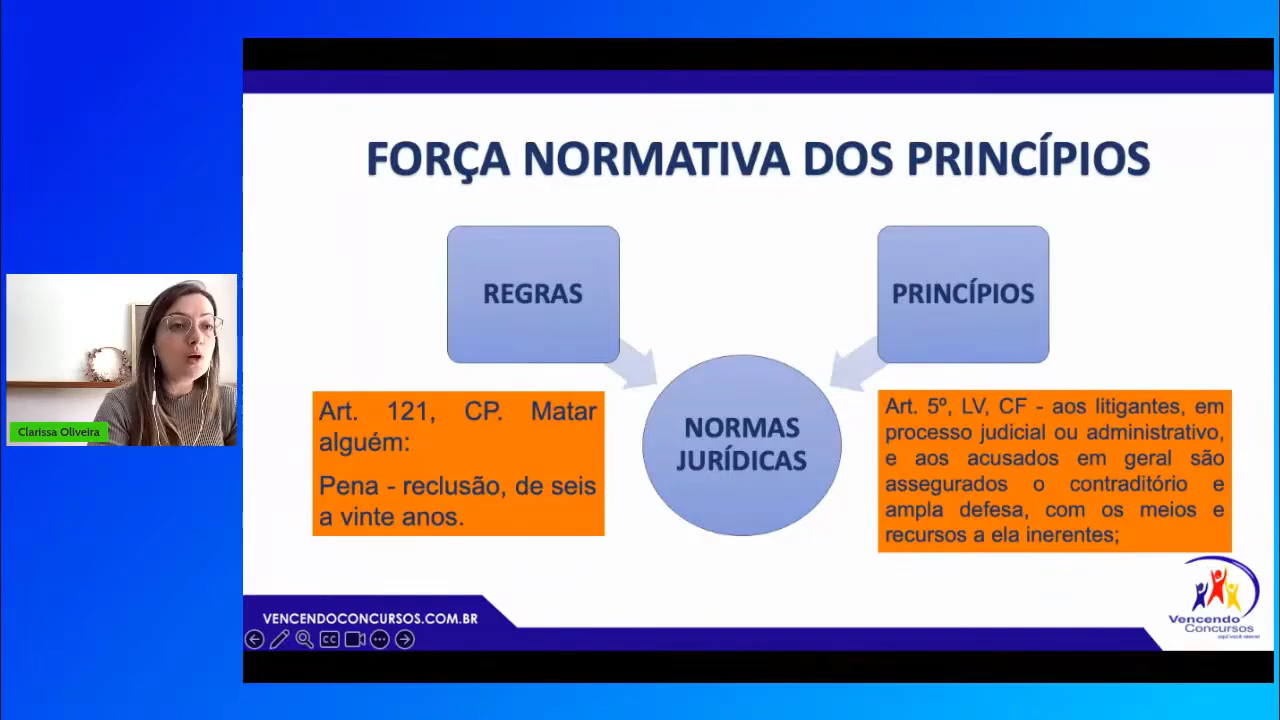 FORÇA NORMATIVA DOS PRINCÍPIOS
REGRAS
PRINCÍPIOS
NORMAS
JURÍDICAS
Art. 121, CP. Matar
alguém:
Pena - reclusão, de seis
a vinte anos.
Art. 5º, LV, CF - aos litigantes, em
processo judicial ou administrativo,
e aos acusados em geral são
assegurados o contraditório e
ampla defesa, com os meios e
recursos a ela inerentes;
Clarissa Oliveira
VENCENDOCONCURSOS.COM.BR
CC
Vencendo
Concursos